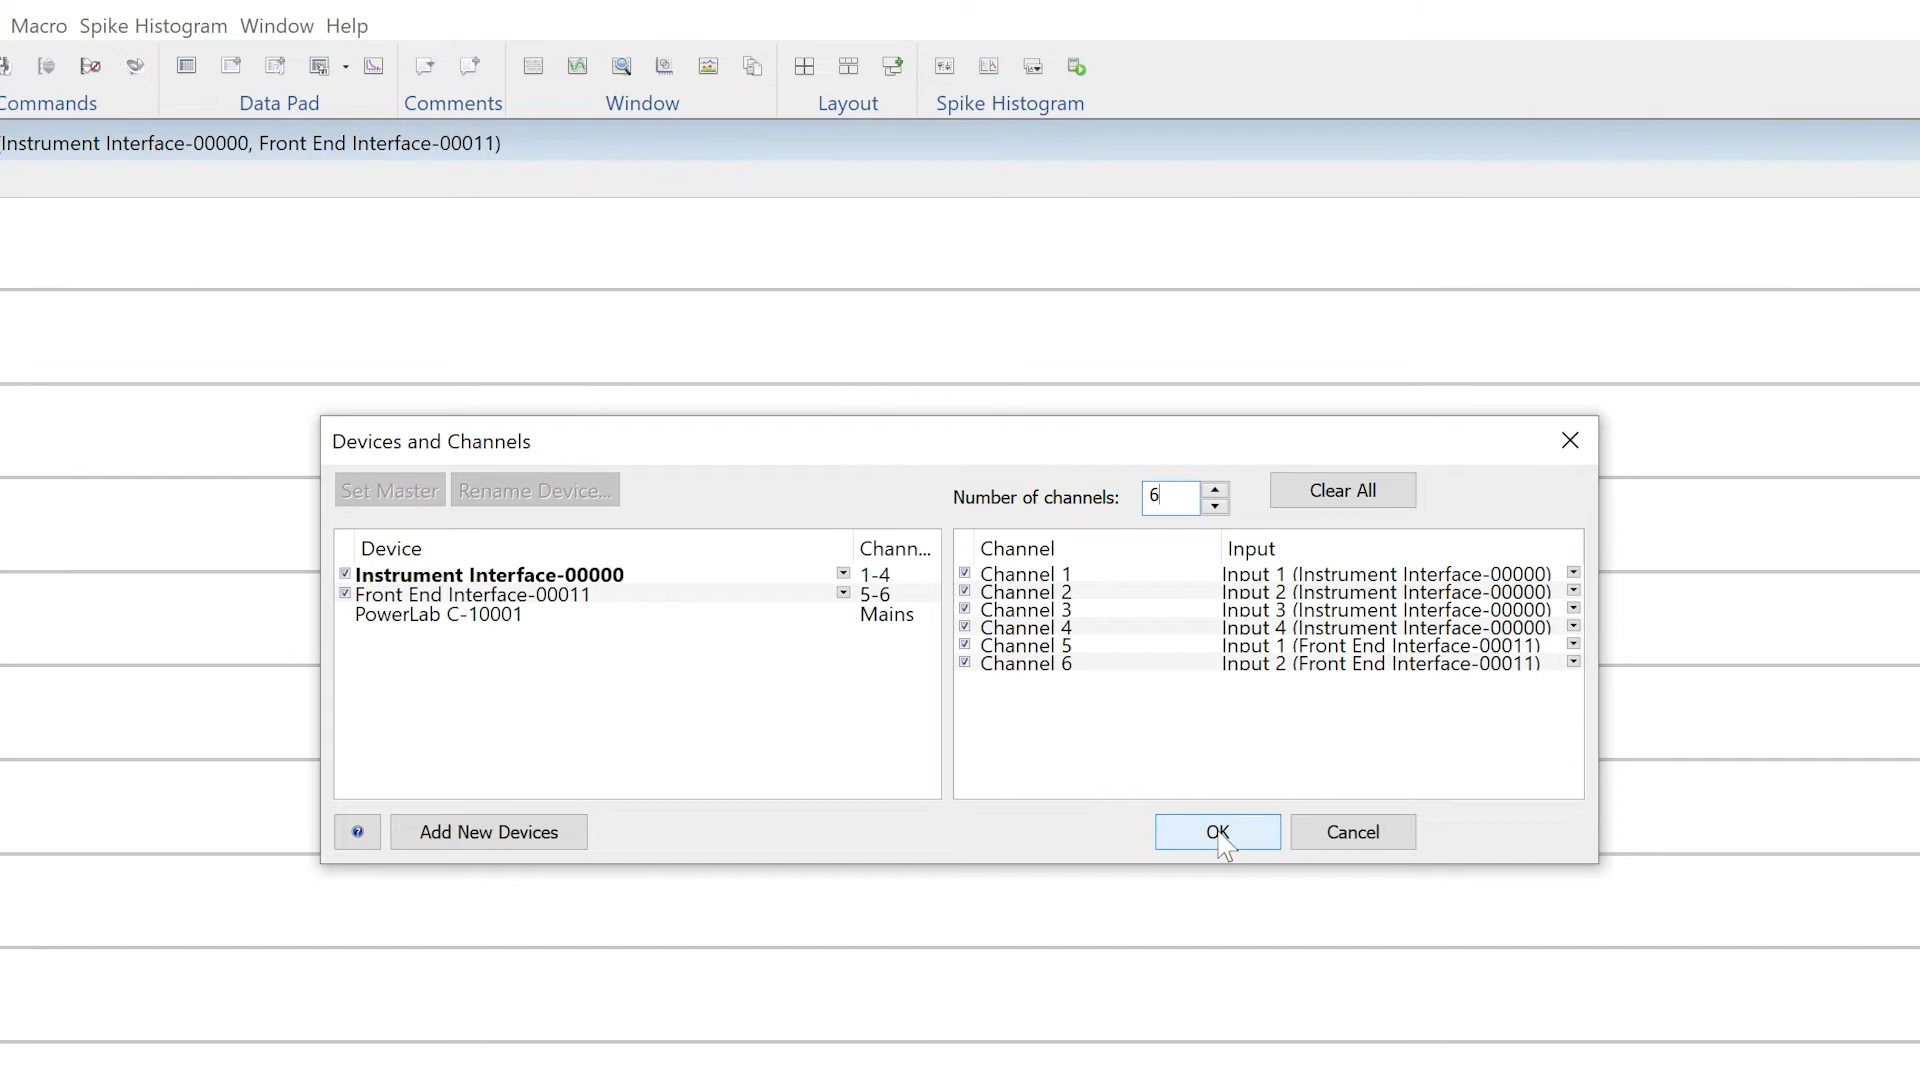 Macro Spike Histogram Window Help
Commands Data Pad Comments Window Layout Spike Histogram
(Instrument Interface-00000, Front End Interface-00011)
Devices and Channels
Set Master Rename Device... Number of channels: 6 Clear All
Device Chann... Channel Input
Instrument Interface-00000 1-4 Channel 1 Input 1 (Instrument Interface-00000)
Front End Interface-00011 5-6 Channel 2 Input 2 (Instrument Interface-00000)
PowerLab C-10001 Mains Channel 3 Input 3 (Instrument Interface-00000)
Channel 4 Input 4 (Instrument Interface-00000)
Channel 5 Input 1 (Front End Interface-00011)
Channel 6 Input 2 (Front End Interface-00011)
? Add New Devices OK Cancel